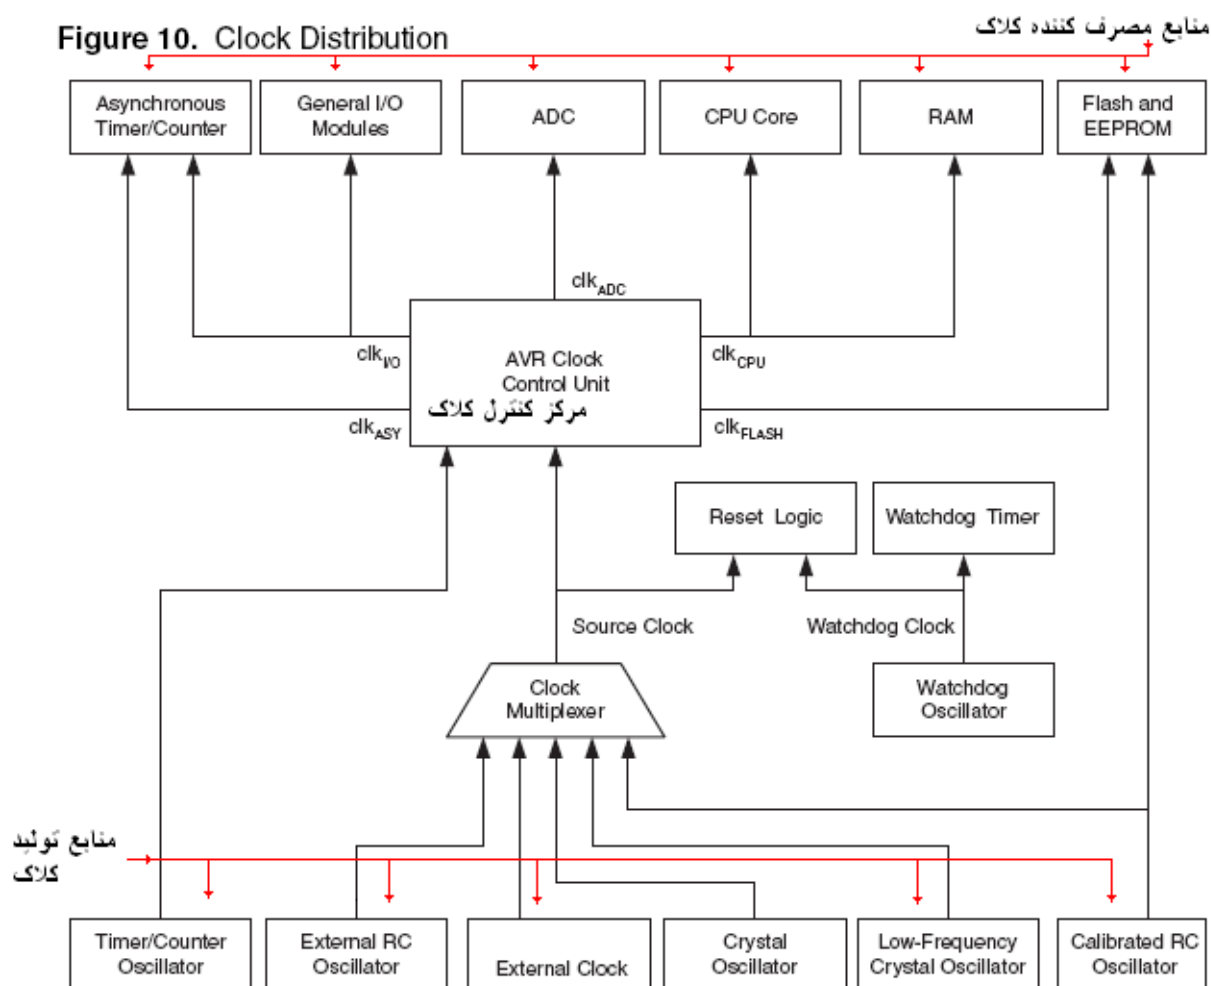 Figure 10. Clock Distribution
منابع مصرف کننده کلاک
Asynchronous
Timer/Counter
General I/O
Modules
ADC
CPU Core
RAM
Flash and
EEPROM
clkADC
clkI/O
clkCPU
AVR Clock
Control Unit
مرکز کنترل کلاک
clkASY
clkFLASH
Reset Logic
Watchdog Timer
Source Clock
Watchdog Clock
Clock
Multiplexer
Watchdog
Oscillator
منابع تولید
کلاک
Timer/Counter
Oscillator
External RC
Oscillator
External Clock
Crystal
Oscillator
Low-Frequency
Crystal Oscillator
Calibrated RC
Oscillator